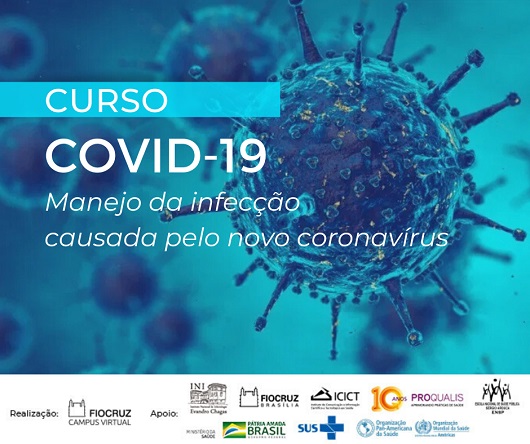 CURSO
COVID-19
Manejo da infecção
causada pelo novo coronavírus
Realização:
FIOCRUZ
CAMPUS VIRTUAL
Apoio:
INI
Evandro Chagas
FIOCRUZ
BRASÍLIA
ICICT
10 ANOS
PROQUALIS
ENSP
MINISTÉRIO DA
SAÚDE
PÁTRIA AMADA
BRASIL
GOVERNO FEDERAL
SUS
Organização
Pan-Americana
da Saúde
Organização
Mundial da Saúde